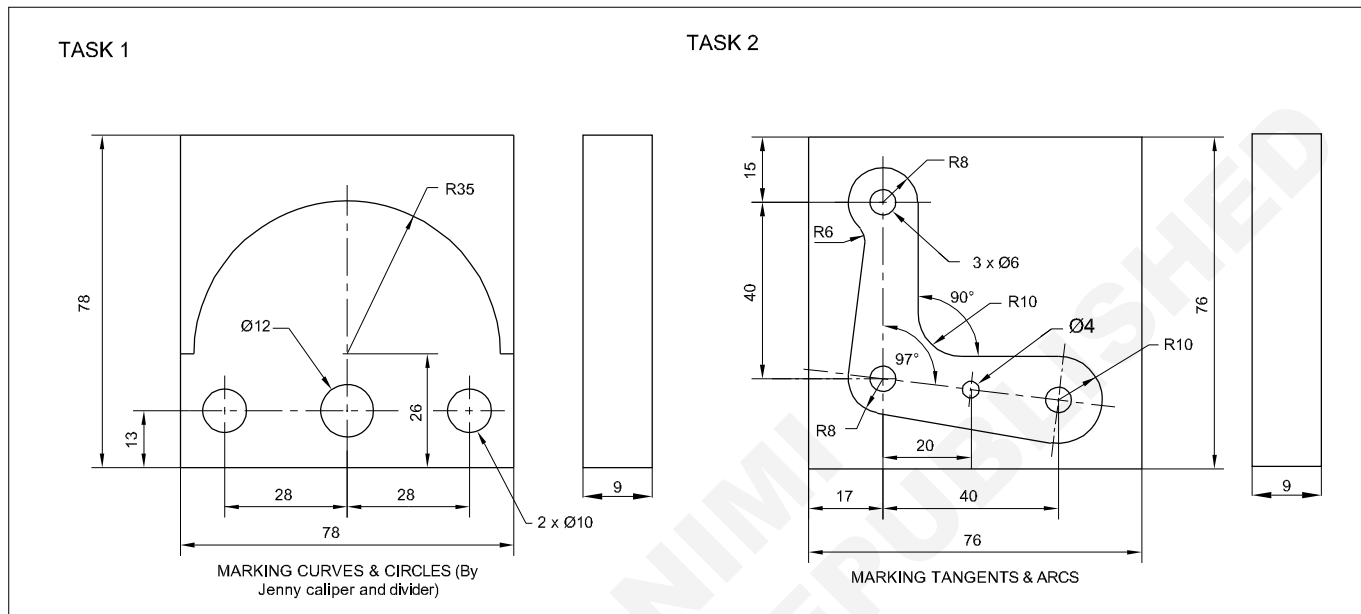 TASK 1
TASK 2
78
R35
Ø12
26
13
28
28
2 x Ø10
78
9
MARKING CURVES & CIRCLES (By
Jenny caliper and divider)
15
R8
R6
3 x Ø6
40
90°
R10
Ø4
76
97°
R10
R8
20
17
40
9
76
MARKING TANGENTS & ARCS
NIMI